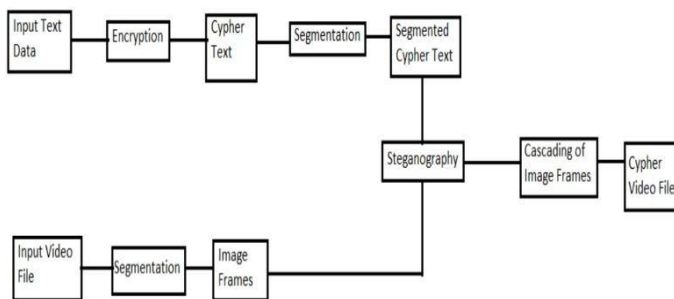 Input Text
Data
Encryption
Cypher
Text
Segmentation
Segmented
Cypher Text
Steganography
Cascading of
Image Frames
Cypher
Video File
Input Video
File
Segmentation
Image
Frames